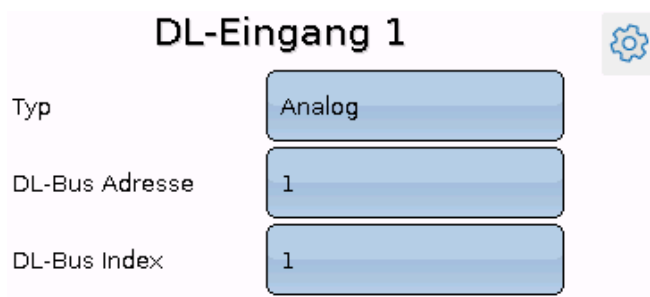 DL-Eingang 1
Typ Analog
DL-Bus Adresse 1
DL-Bus Index 1